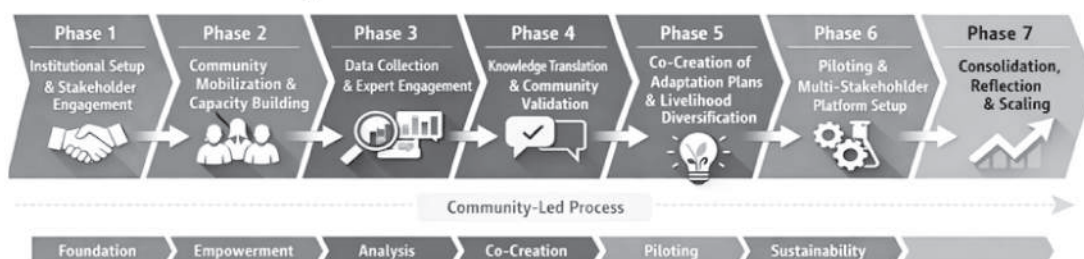 Phase 1
Institutional Setup
& Stakeholder
Engagement
Phase 2
Community
Mobilization &
Capacity Building
Phase 3
Data Collection
& Expert Engagement
Phase 4
Knowledge Translation
& Community
Validation
Phase 5
Co-Creation of
Adaptation Plans
& Livelihood
Diversification
Phase 6
Piloting &
Multi-Stakehohlder
Platform Setup
Phase 7
Consolidation,
Reflection
& Scaling
Community-Led Process
Foundation
Empowerment
Analysis
Co-Creation
Piloting
Sustainability